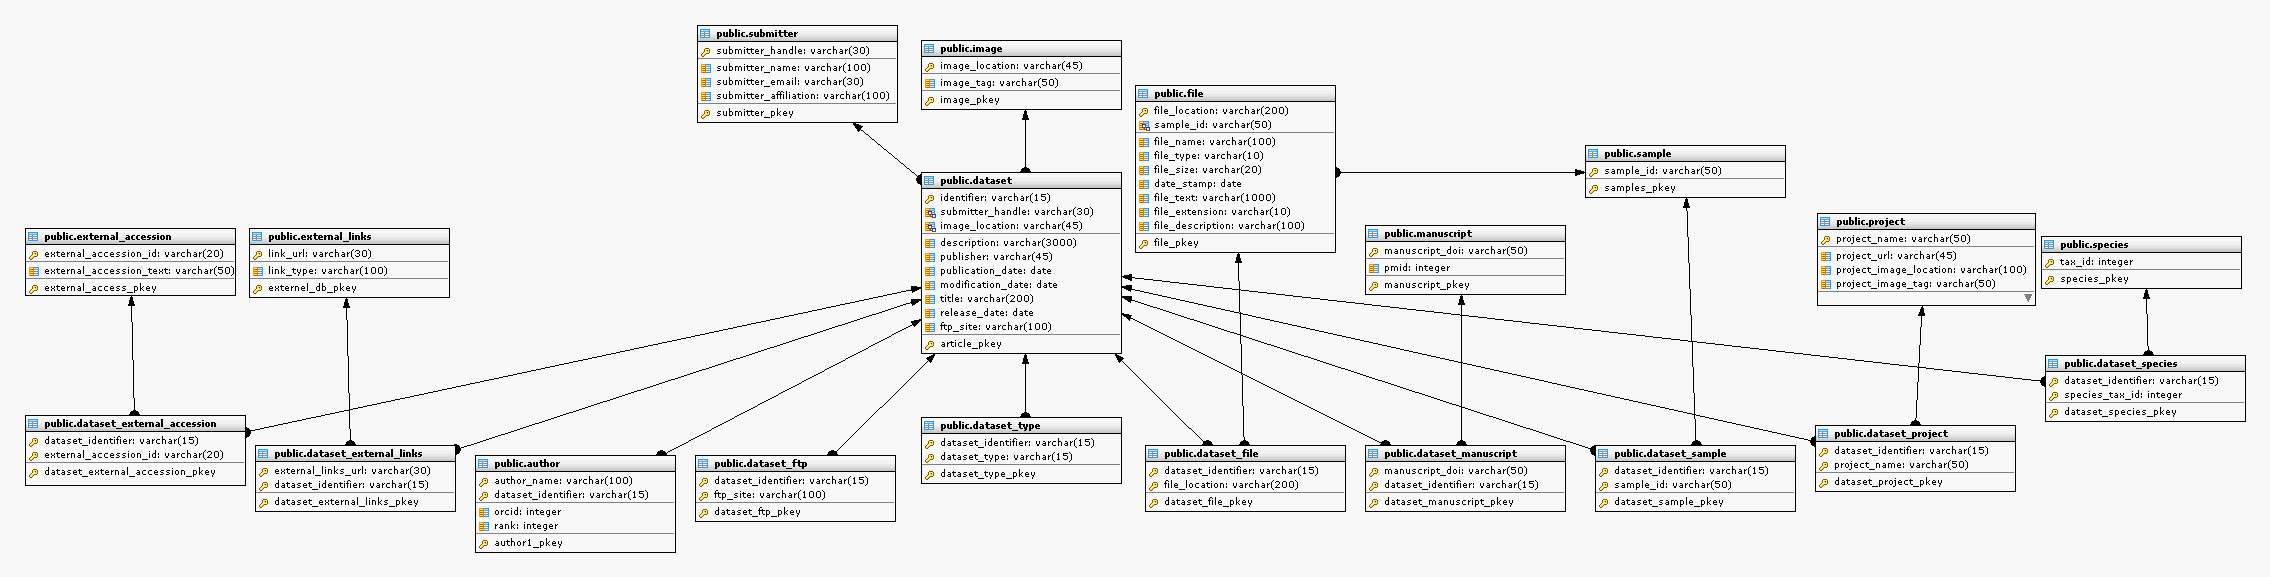 public.submitter
submitter_handle: varchar(30)
submitter_name: varchar(100)
submitter_email: varchar(30)
submitter_affiliation: varchar(100)
submitter_pkey
public.image
image_location: varchar(45)
image_tag: varchar(50)
image_pkey
public.file
file_location: varchar(200)
sample_id: varchar(50)
file_name: varchar(100)
file_type: varchar(10)
file_size: varchar(20)
date_stamp: date
file_text: varchar(1000)
file_extension: varchar(10)
file_description: varchar(100)
file_pkey
public.sample
sample_id: varchar(50)
samples_pkey
public.dataset
identifier: varchar(15)
submitter_handle: varchar(30)
image_location: varchar(45)
description: varchar(3000)
publisher: varchar(45)
publication_date: date
modification_date: date
title: varchar(200)
release_date: date
ftp_site: varchar(100)
article_pkey
public.external_accession
external_accession_id: varchar(20)
external_accession_text: varchar(50)
external_access_pkey
public.external_links
link_url: varchar(30)
link_type: varchar(100)
externel_db_pkey
public.manuscript
manuscript_doi: varchar(50)
pmid: integer
manuscript_pkey
public.project
project_name: varchar(50)
project_url: varchar(45)
project_image_location: varchar(100)
project_image_tag: varchar(50)
public.species
tax_id: integer
species_pkey
public.dataset_species
dataset_identifier: varchar(15)
species_tax_id: integer
dataset_species_pkey
public.dataset_external_accession
dataset_identifier: varchar(15)
external_accession_id: varchar(20)
dataset_external_accession_pkey
public.dataset_external_links
external_links_url: varchar(30)
dataset_identifier: varchar(15)
dataset_external_links_pkey
public.author
author_name: varchar(100)
dataset_identifier: varchar(15)
orcid: integer
rank: integer
author1_pkey
public.dataset_ftp
dataset_identifier: varchar(15)
ftp_site: varchar(100)
dataset_ftp_pkey
public.dataset_type
dataset_identifier: varchar(15)
dataset_type: varchar(15)
dataset_type_pkey
public.dataset_file
dataset_identifier: varchar(15)
file_location: varchar(200)
dataset_file_pkey
public.dataset_manuscript
manuscript_doi: varchar(50)
dataset_identifier: varchar(15)
dataset_manuscript_pkey
public.dataset_sample
dataset_identifier: varchar(15)
sample_id: varchar(50)
dataset_sample_pkey
public.dataset_project
dataset_identifier: varchar(15)
project_name: varchar(50)
dataset_project_pkey